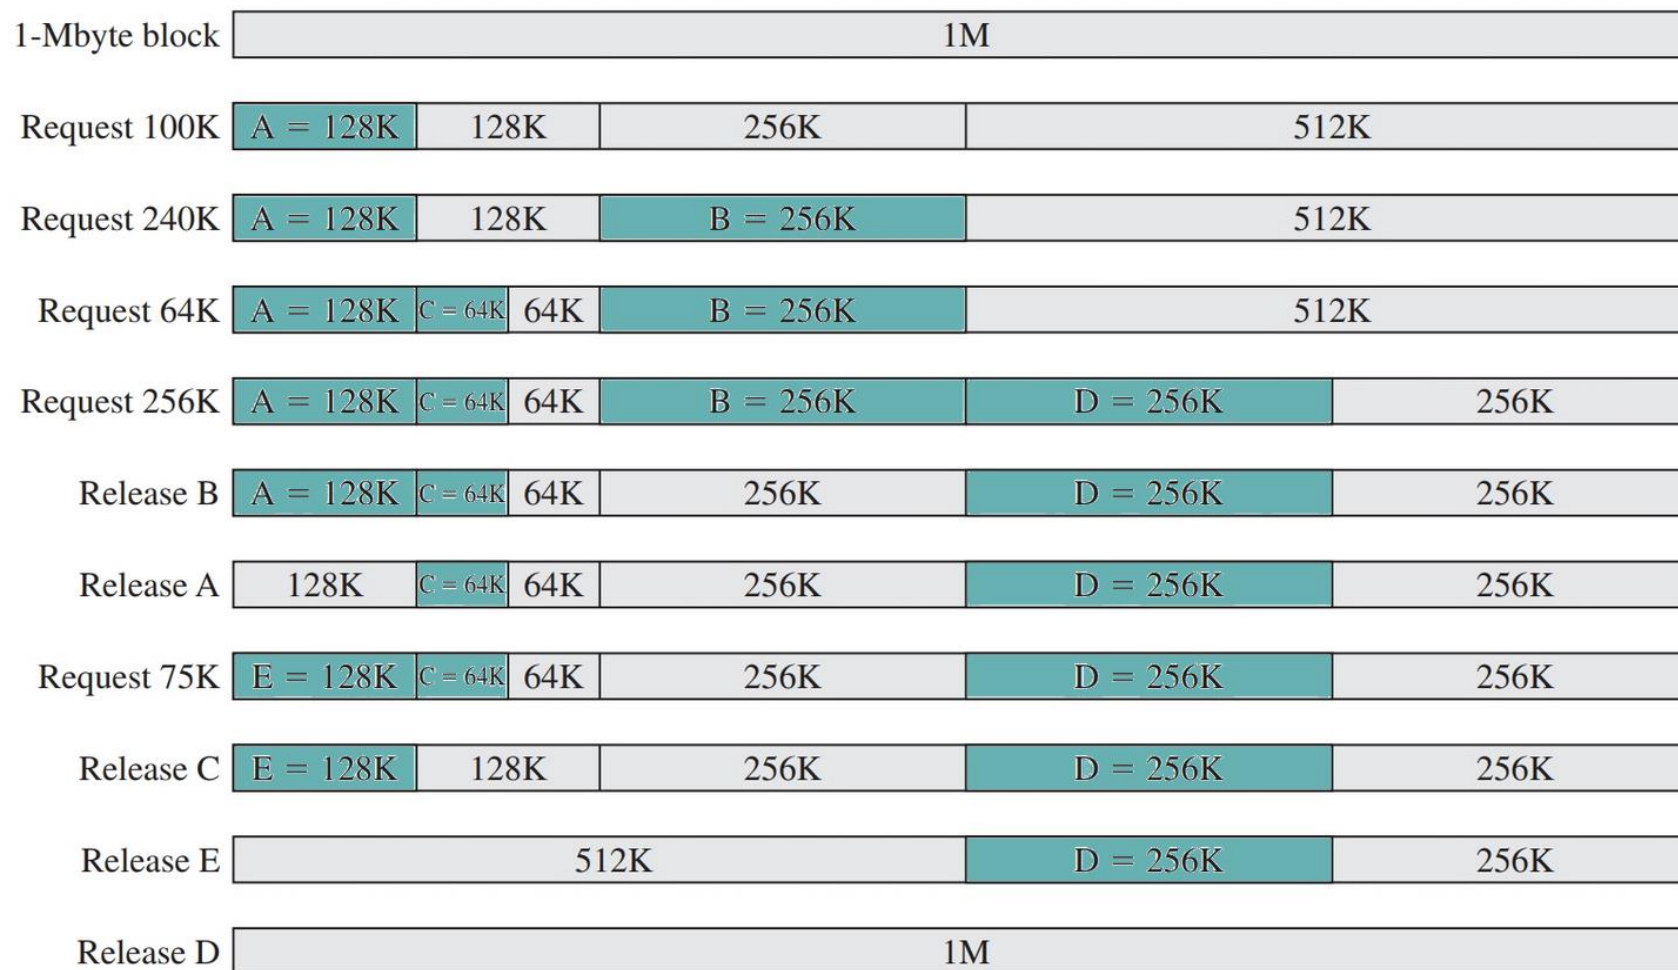 1-Mbyte block 1M
Request 100K A = 128K 128K 256K 512K
Request 240K A = 128K 128K B = 256K 512K
Request 64K A = 128K C = 64K 64K B = 256K 512K
Request 256K A = 128K C = 64K 64K B = 256K D = 256K 256K
Release B A = 128K C = 64K 64K 256K D = 256K 256K
Release A 128K C = 64K 64K 256K D = 256K 256K
Request 75K E = 128K C = 64K 64K 256K D = 256K 256K
Release C E = 128K 128K 256K D = 256K 256K
Release E 512K D = 256K 256K
Release D 1M